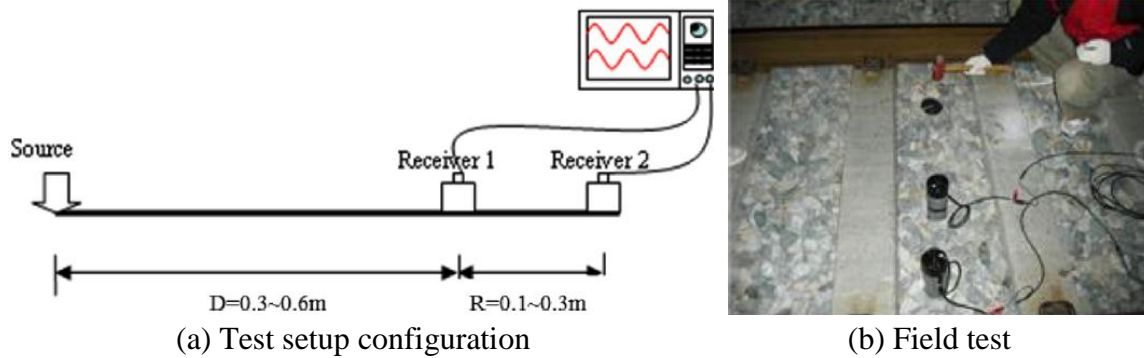 Source
Receiver 1
Receiver 2
D=0.3~0.6m
R=0.1~0.3m
(a) Test setup configuration
(b) Field test